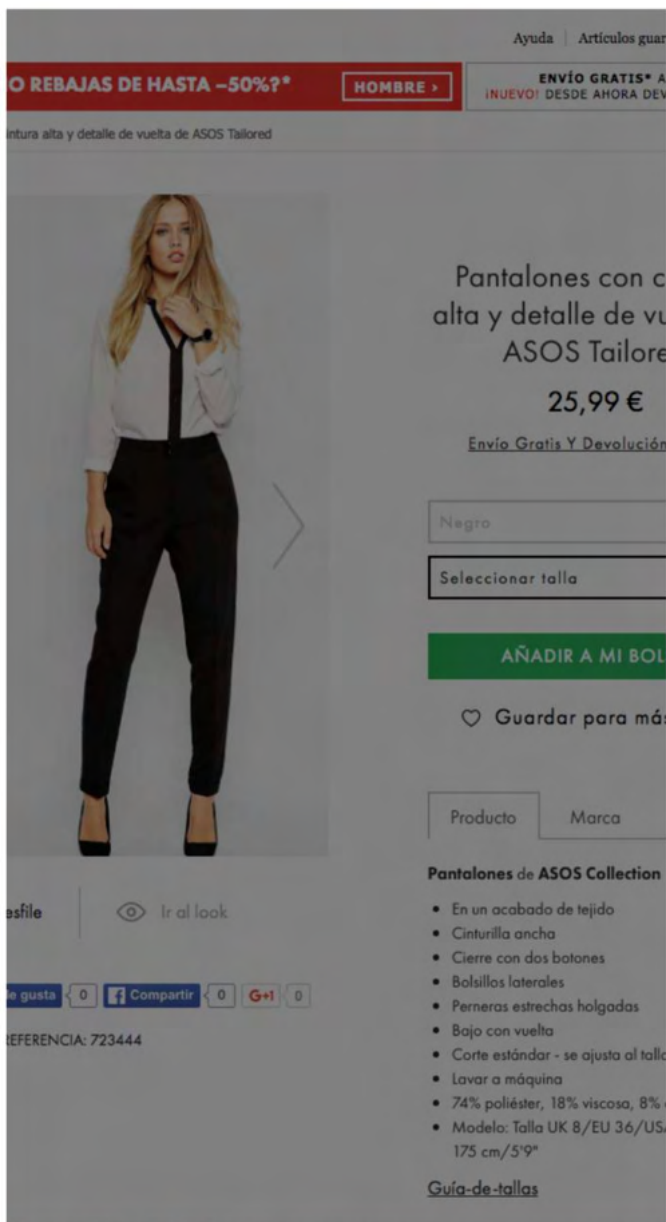 Ayuda | Artículos guar
O REBAJAS DE HASTA –50%?*
HOMBRE >
ENVÍO GRATIS* A
¡NUEVO! DESDE AHORA DEV
intura alta y detalle de vuelta de ASOS Tailored
Pantalones con c
alta y detalle de vu
ASOS Tailore
25,99 €
Envío Gratis Y Devolución
Negro
Seleccionar talla
AÑADIR A MI BOL
Guardar para más
Producto
Marca
Pantalones de ASOS Collection
• En un acabado de tejido
• Cinturilla ancha
• Cierre con dos botones
• Bolsillos laterales
• Perneras estrechas holgadas
• Bajo con vuelta
• Corte estándar - se ajusta al talla
• Lavar a máquina
• 74% poliéster, 18% viscosa, 8%
• Modelo: Talla UK 8/EU 36/USA
175 cm/5'9"
Guía-de-tallas
esfile
Ir al look
e gusta 0
Compartir 0
G+1 0
REFERENCIA: 723444